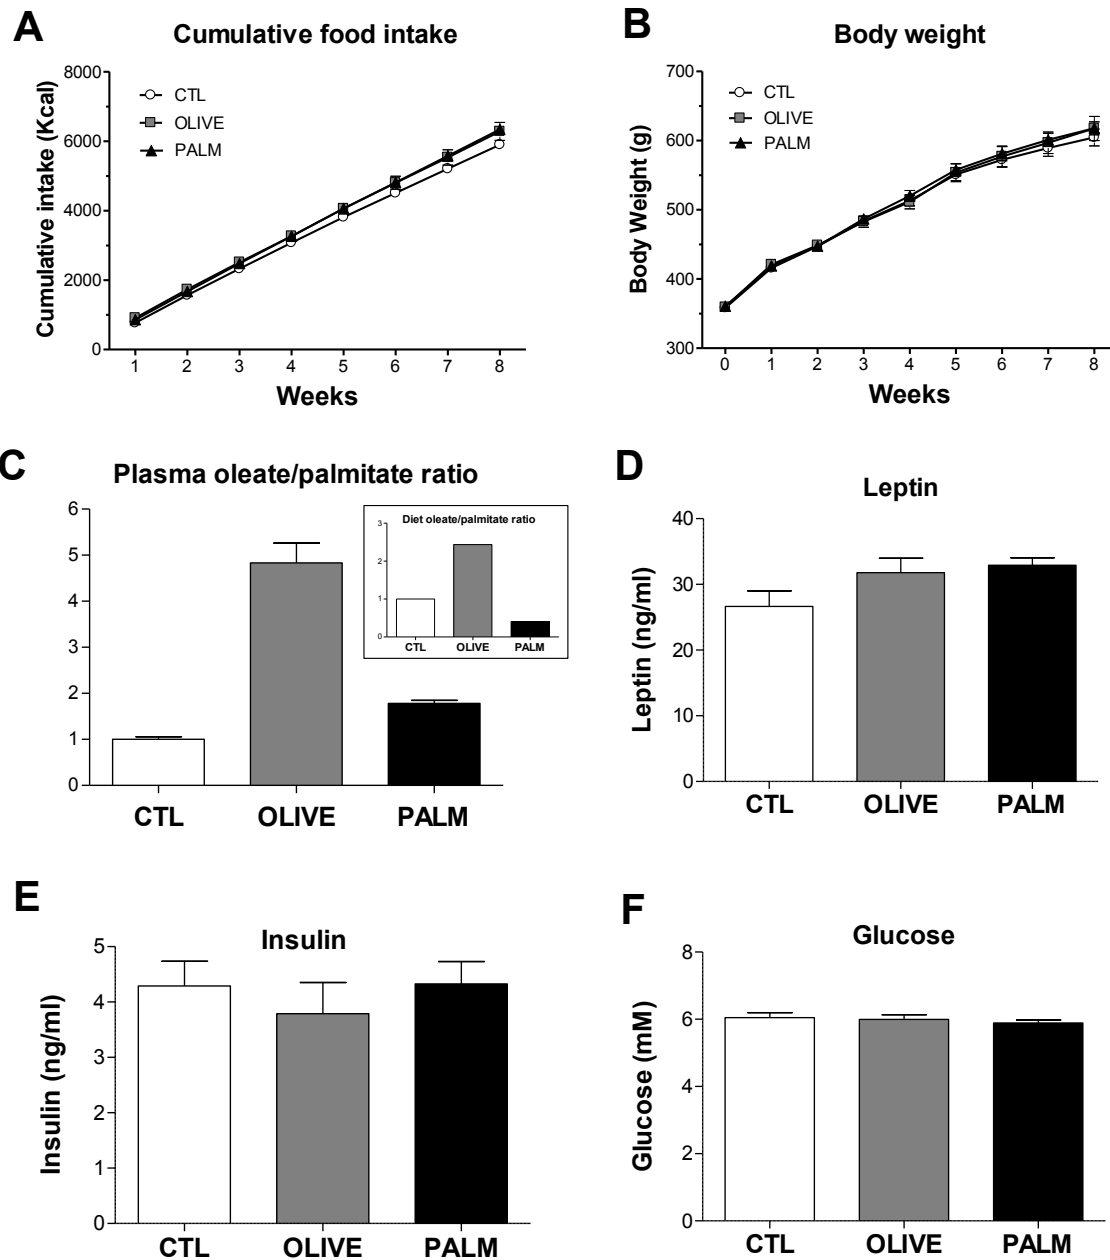 A
Cumulative food intake
Cumulative intake (Kcal)
8000
6000
4000
2000
0
CTL
OLIVE
PALM
1 2 3 4 5 6 7 8
Weeks
B
Body weight
Body Weight (g)
700
600
500
400
300
CTL
OLIVE
PALM
0 1 2 3 4 5 6 7 8
Weeks
C
Plasma oleate/palmitate ratio
6
5
4
3
2
1
0
CTL OLIVE PALM
Diet oleate/palmitate ratio
3
2
1
0
CTL OLIVE PALM
D
Leptin
Leptin (ng/ml)
40
30
20
10
0
CTL OLIVE PALM
E
Insulin
Insulin (ng/ml)
5
4
3
2
1
0
CTL OLIVE PALM
F
Glucose
Glucose (mM)
8
6
4
2
0
CTL OLIVE PALM